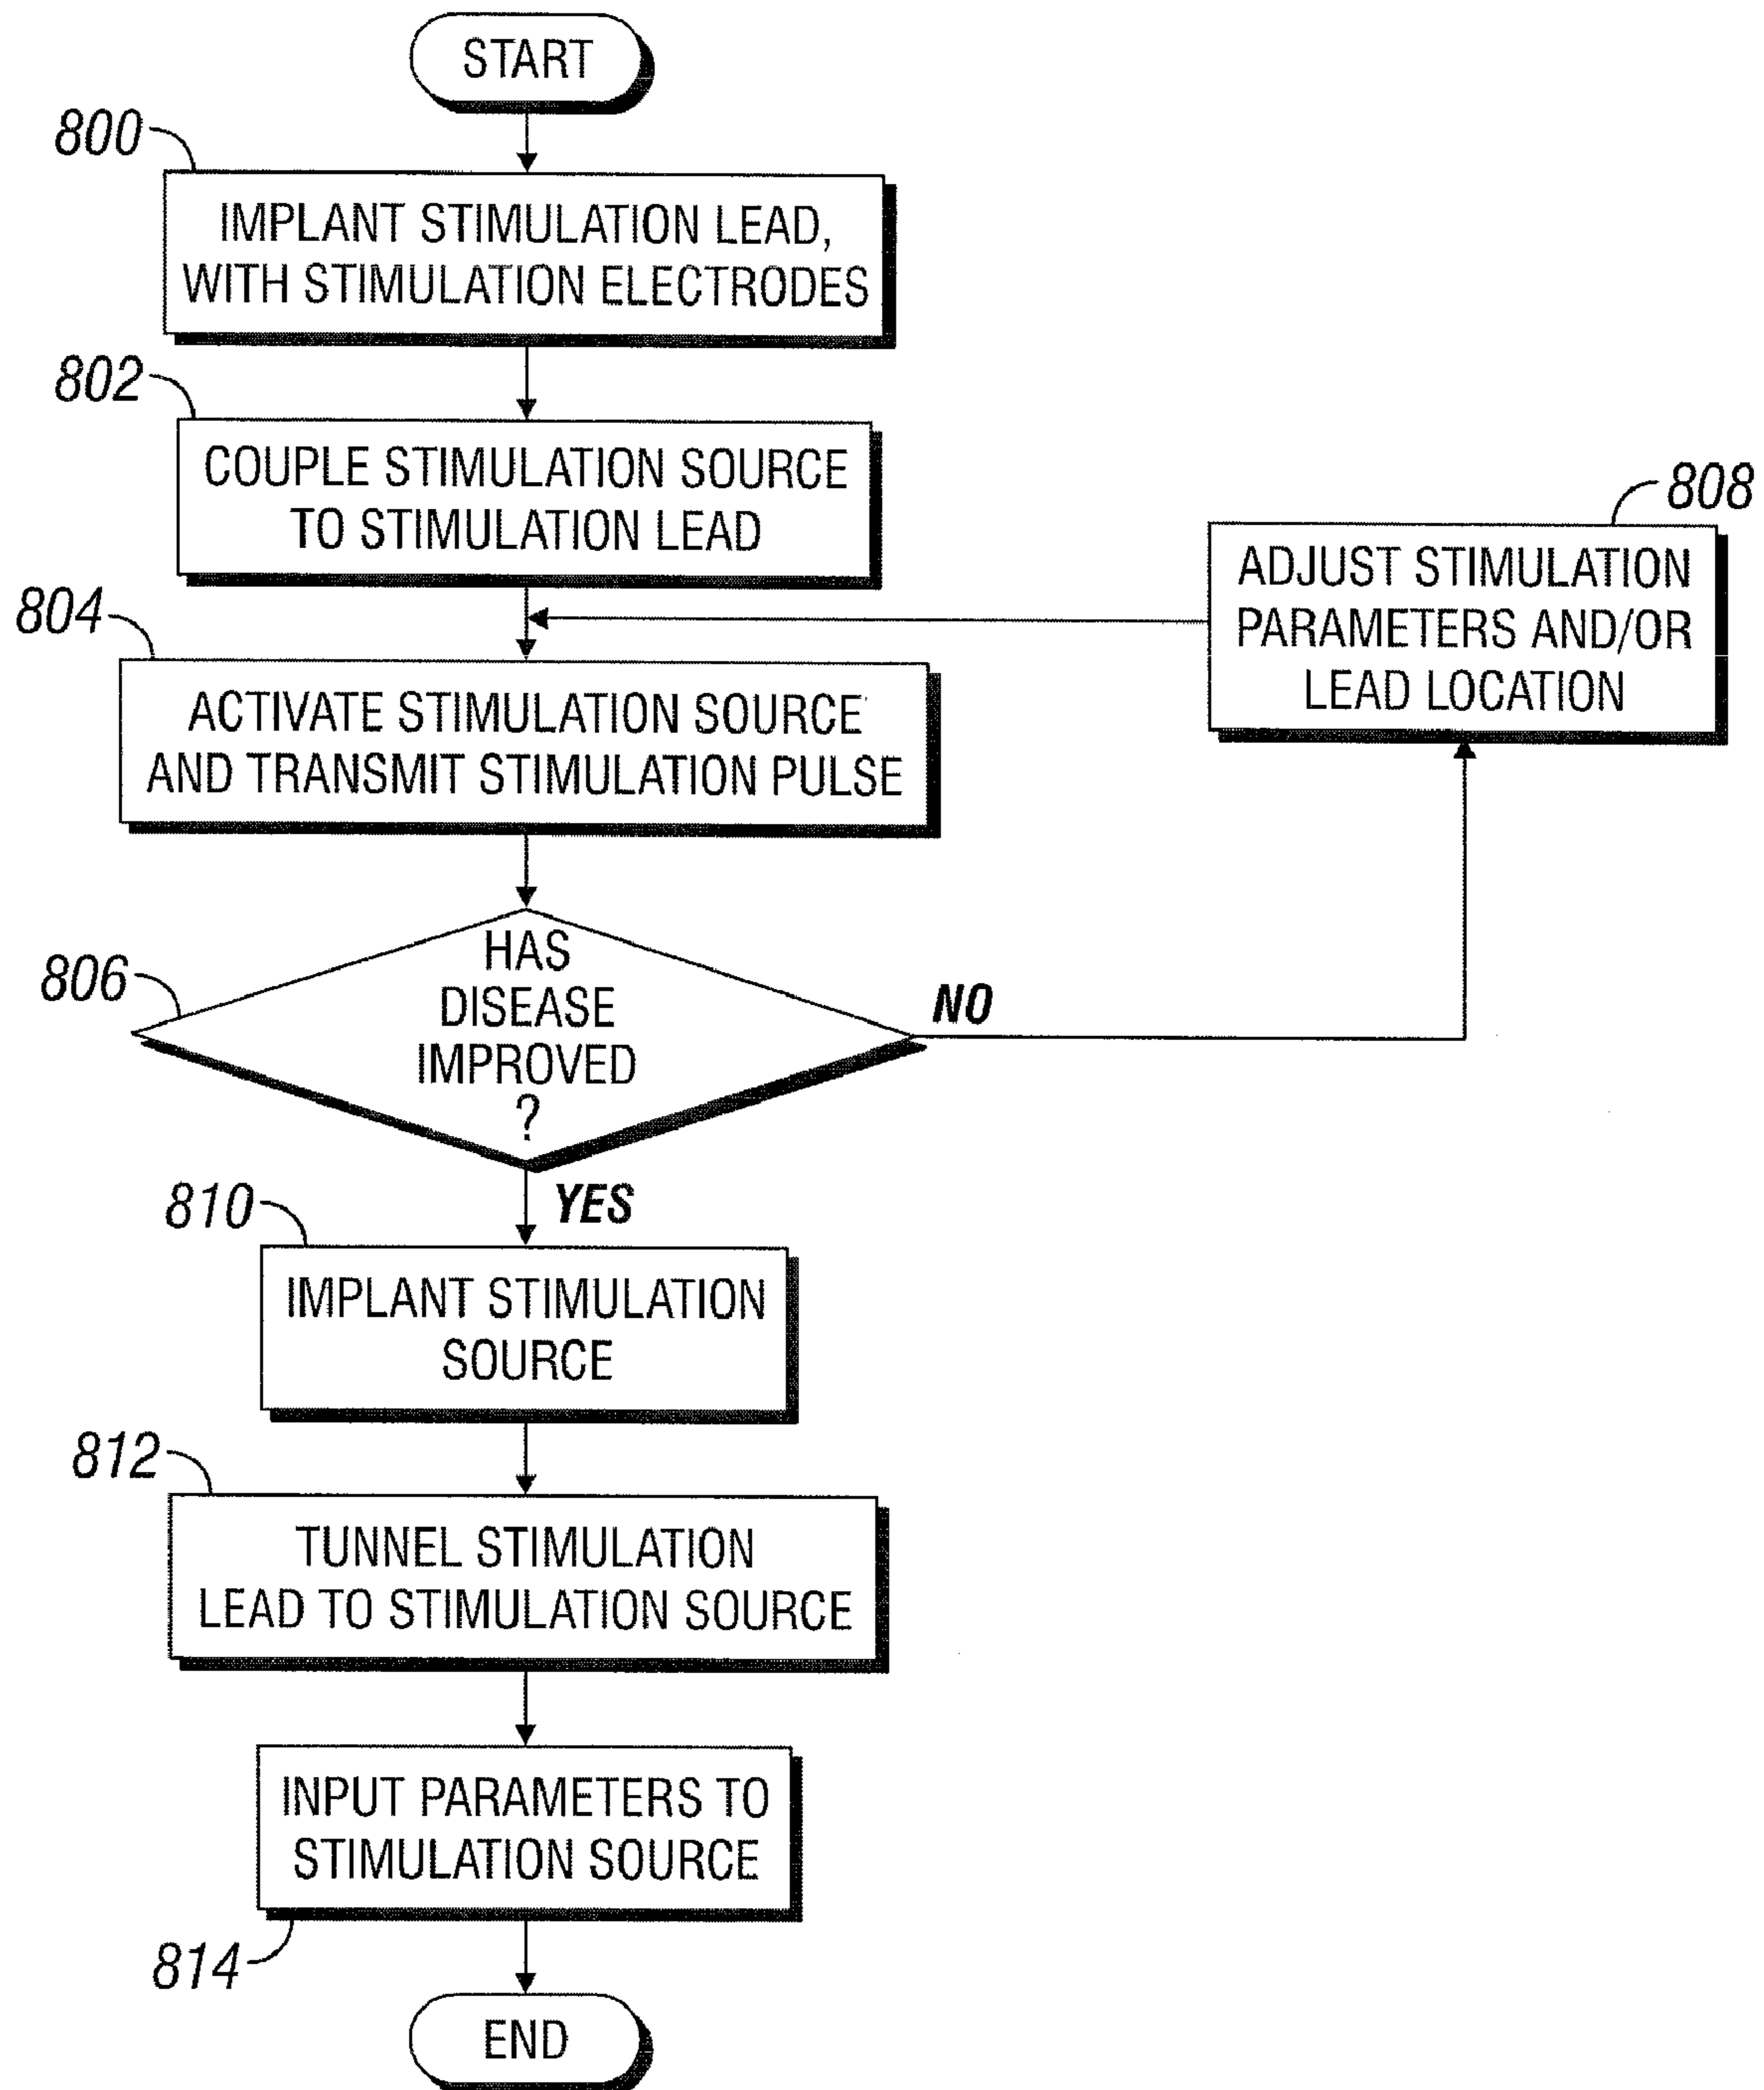 START
800
IMPLANT STIMULATION LEAD,
WITH STIMULATION ELECTRODES
802
COUPLE STIMULATION SOURCE
TO STIMULATION LEAD
808
ADJUST STIMULATION
PARAMETERS AND/OR
LEAD LOCATION
804
ACTIVATE STIMULATION SOURCE
AND TRANSMIT STIMULATION PULSE
806
HAS
DISEASE
IMPROVED
?
NO
YES
810
IMPLANT STIMULATION
SOURCE
812
TUNNEL STIMULATION
LEAD TO STIMULATION SOURCE
INPUT PARAMETERS TO
STIMULATION SOURCE
814
END